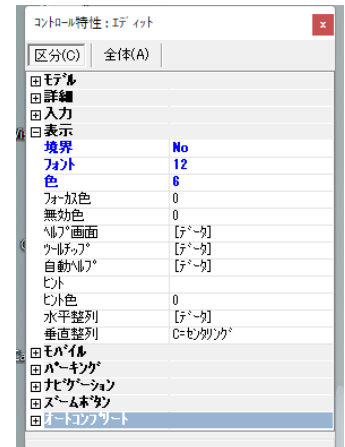 ｺﾝﾄﾛｰﾙ特性：ｴﾃﾞｨｯﾄ x
区分(C) 全体(A)
ﾓﾃﾞﾙ
詳細
入力
表示
境界 No
ﾌｫﾝﾄ 12
色 6
ﾌｫｰｶｽ色 0
無効色 0
ﾍﾙﾌﾟ画面 [ﾃﾞｰﾀ]
ﾂｰﾙﾁｯﾌﾟ [ﾃﾞｰﾀ]
自動ﾍﾙﾌﾟ [ﾃﾞｰﾀ]
ﾋﾝﾄ
ﾋﾝﾄ色 0
水平整列 [ﾃﾞｰﾀ]
垂直整列 C=ｾﾝﾀﾘﾝｸﾞ
ﾓﾊﾞｲﾙ
ﾊﾟｰｷﾝｸﾞ
ﾅﾋﾞｹﾞｰｼｮﾝ
ｽﾞｰﾑﾎﾞﾀﾝ
ｵｰﾄｺﾝﾌﾟﾘｰﾄ